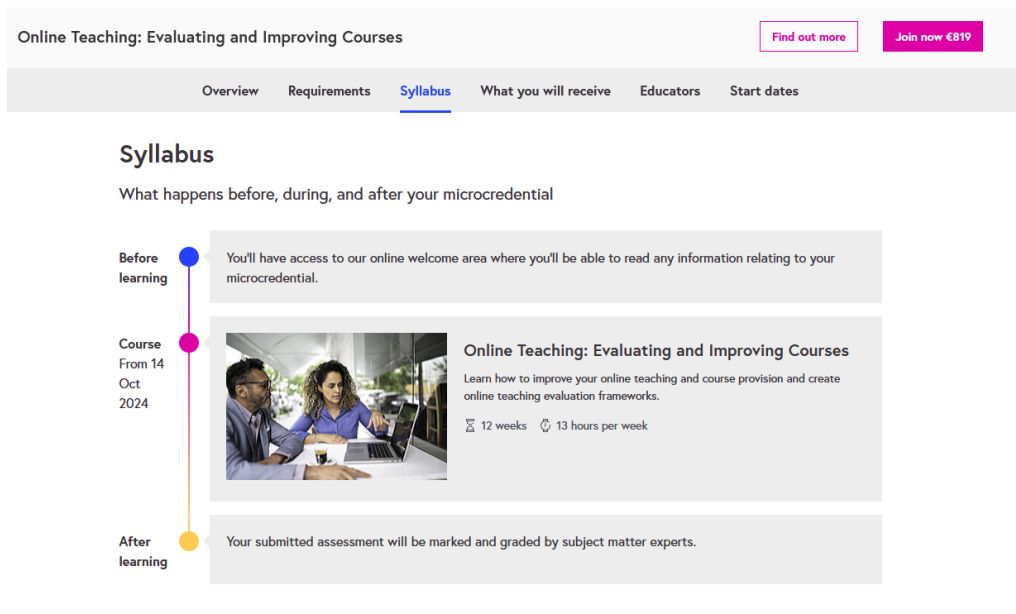 Online Teaching: Evaluating and Improving Courses
Find out more
Join now €819
Overview
Requirements
Syllabus
What you will receive
Educators
Start dates
Syllabus
What happens before, during, and after your microcredential
Before
learning
You'll have access to our online welcome area where you'll be able to read any information relating to your
microcredential.
Course
From 14
Oct
2024
Online Teaching: Evaluating and Improving Courses
Learn how to improve your online teaching and course provision and create
online teaching evaluation frameworks.
12 weeks
13 hours per week
After
learning
Your submitted assessment will be marked and graded by subject matter experts.